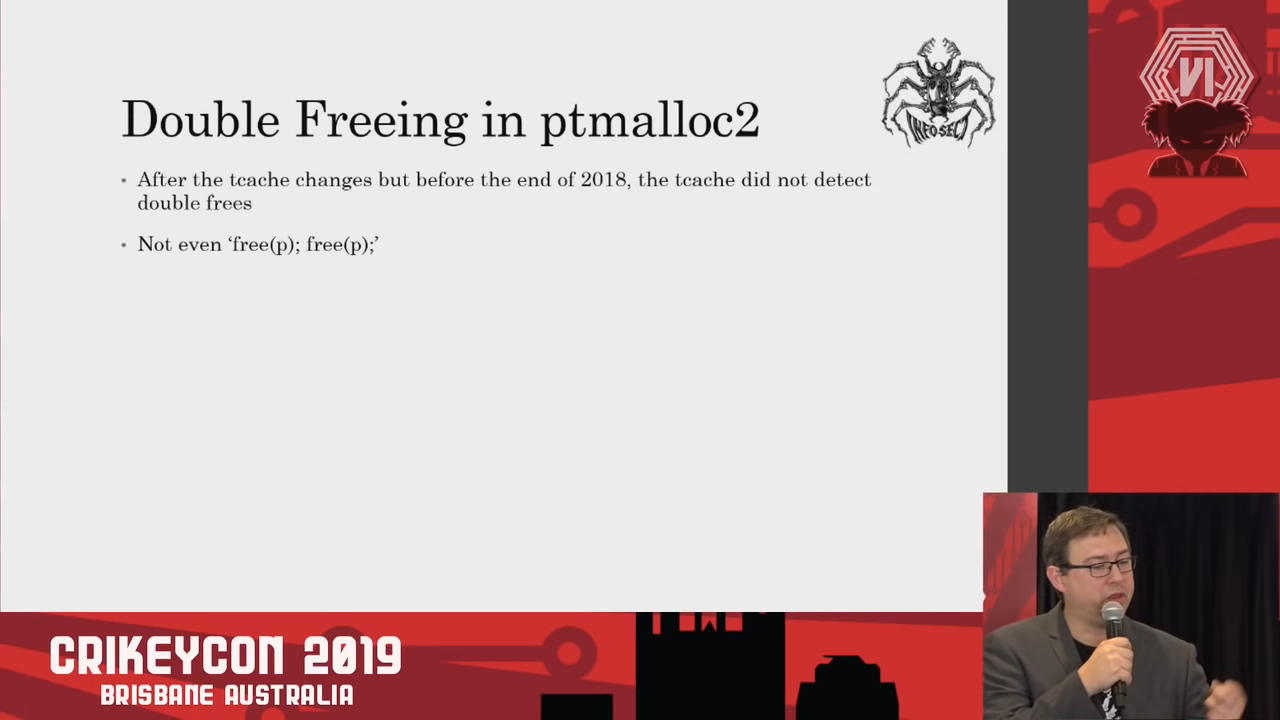 Double Freeing in ptmalloc2
• After the tcache changes but before the end of 2018, the tcache did not detect
double frees
• Not even ‘free(p); free(p);’
INFOSECT
VI
CRIKEYCON 2019
BRISBANE AUSTRALIA